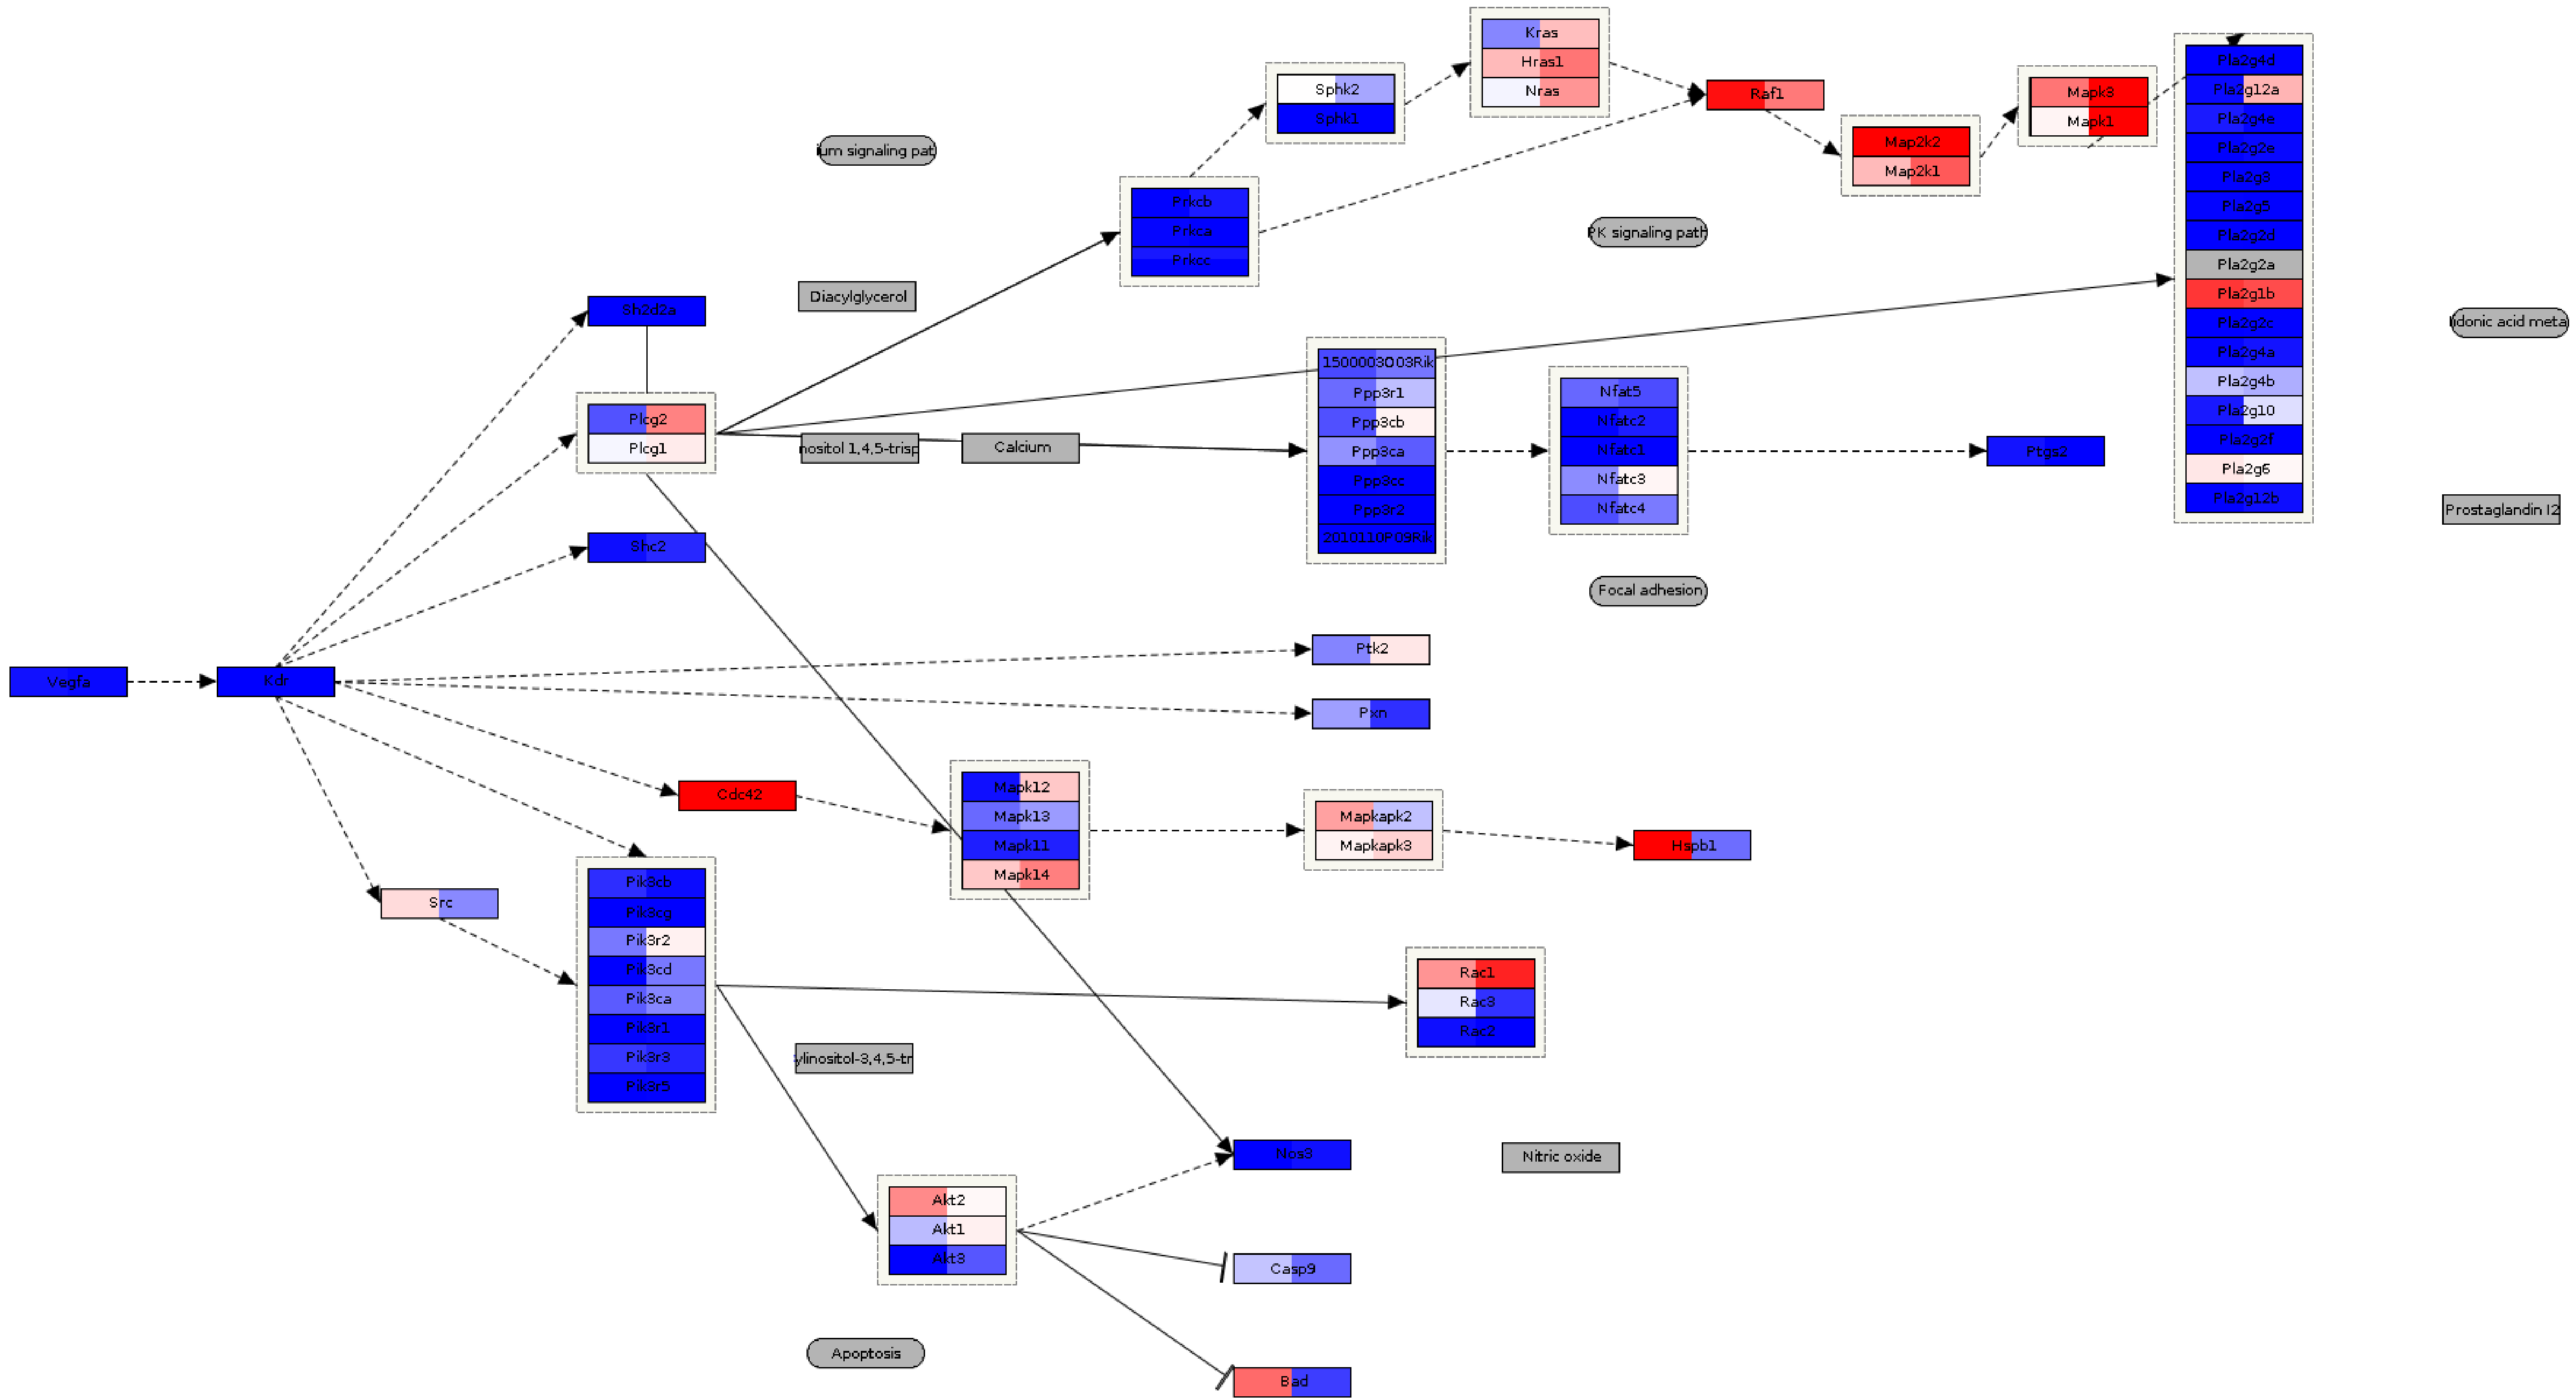 Kras
Hras1
Nras
Sphk2
Sphk1
Raf1
Mapk3
Mapk1
Map2k2
Map2k1
Pla2g4d
Pla2g12a
Pla2g4e
Pla2g2e
Pla2g3
Pla2g5
Pla2g2d
Pla2g2a
Pla2g1b
Pla2g2c
Pla2g4a
Pla2g4b
Pla2g10
Pla2g2f
Pla2g6
Pla2g12b
ium signaling pat
Prkcb
Prkca
Prkcc
PK signaling path
Diacylglycerol
Sh2d2a
idonic acid meta
1500003O03Rik
Ppp3r1
Ppp3cb
Ppp3ca
Ppp3cc
Ppp3r2
2010110P09Rik
Nfat5
Nfatc2
Nfatc1
Nfatc3
Nfatc4
Plcg2
Plcg1
nositol 1,4,5-trisp
Calcium
Ptgs2
Prostaglandin I2
Shc2
Focal adhesion
Ptk2
Vegfa
Kdr
Pxn
Cdc42
Mapk12
Mapk13
Mapk11
Mapk14
Mapkapk2
Mapkapk3
Hspb1
Src
Pik3cb
Pik3cg
Pik3r2
Pik3cd
Pik3ca
Pik3r1
Pik3r3
Pik3r5
Rac1
Rac3
Rac2
ylinositol-3,4,5-tr
Nos3
Nitric oxide
Akt2
Akt1
Akt3
Casp9
Apoptosis
Bad